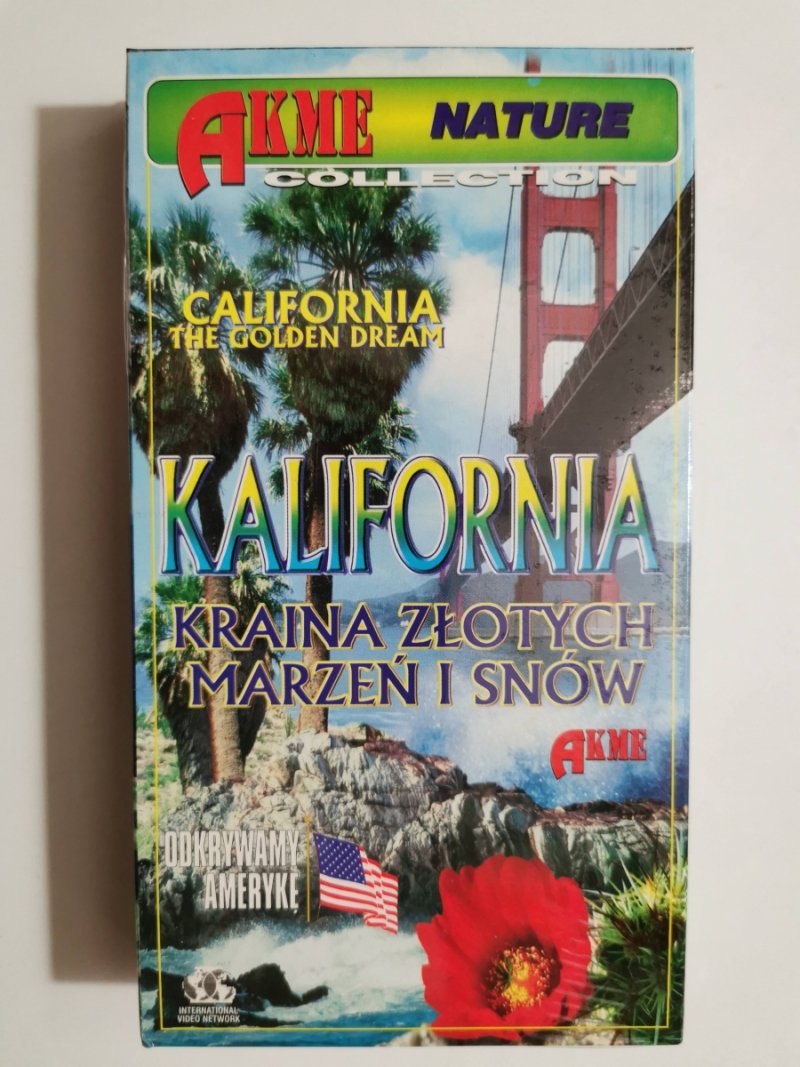 AKME NATURE
COLLECTION
CALIFORNIA
THE GOLDEN DREAM
KALIFORNIA
KRAINA ZŁOTYCH
MARZEŃ I SNÓW
AKME
ODKRYWAMY
AMERYKĘ
INTERNATIONAL
VIDEO NETWORK